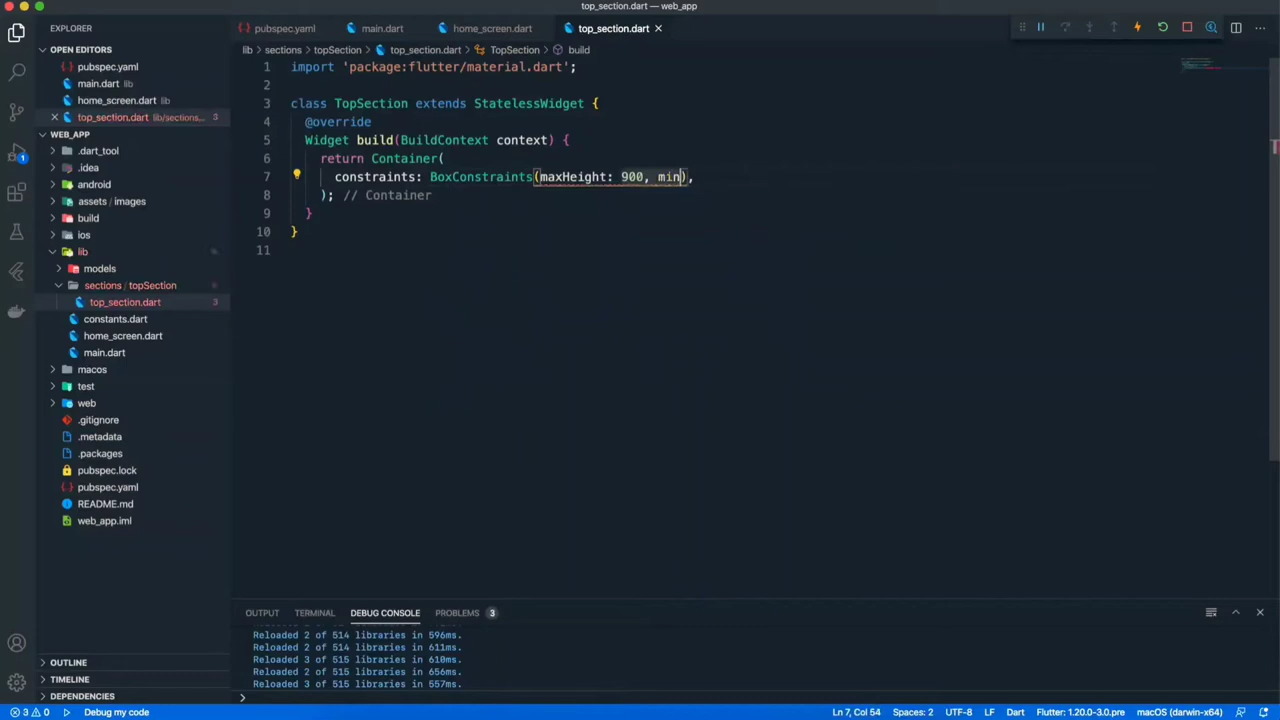 top_section.dart — web_app
EXPLORER
pubspec.yaml
main.dart
home_screen.dart
top_section.dart
lib
sections
topSection
top_section.dart
TopSection
build
OPEN EDITORS
pubspec.yaml
main.dart lib
home_screen.dart lib
top_section.dart lib/sections... 3
WEB_APP
.dart_tool
.idea
android
assets / images
build
ios
lib
models
sections / topSection
top_section.dart 3
constants.dart
home_screen.dart
main.dart
macos
test
web
.gitignore
.metadata
.packages
pubspec.lock
pubspec.yaml
README.md
web_app.iml
OUTLINE
TIMELINE
DEPENDENCIES
1
1 import 'package:flutter/material.dart';
2
3 class TopSection extends StatelessWidget {
4 @override
5 Widget build(BuildContext context) {
6 return Container(
7 constraints: BoxConstraints(maxHeight: 900, min),
8 ); // Container
9 }
10 }
11
OUTPUT TERMINAL DEBUG CONSOLE PROBLEMS 3
Reloaded 2 of 514 libraries in 596ms.
Reloaded 2 of 514 libraries in 611ms.
Reloaded 3 of 515 libraries in 610ms.
Reloaded 2 of 515 libraries in 656ms.
Reloaded 3 of 515 libraries in 557ms.
3 0 Debug my code Ln 7, Col 54 Spaces: 2 UTF-8 LF Dart Flutter: 1.20.0-3.0.pre macOS (darwin-x64)